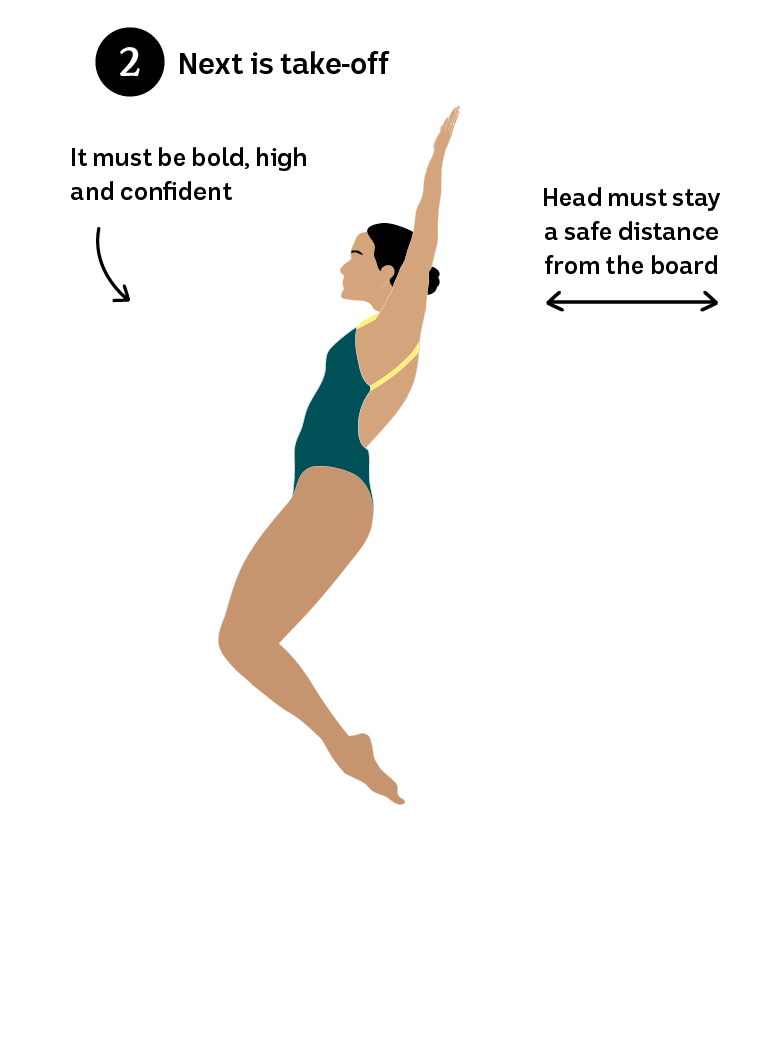 2 Next is take-off
It must be bold, high
and confident
Head must stay
a safe distance
from the board